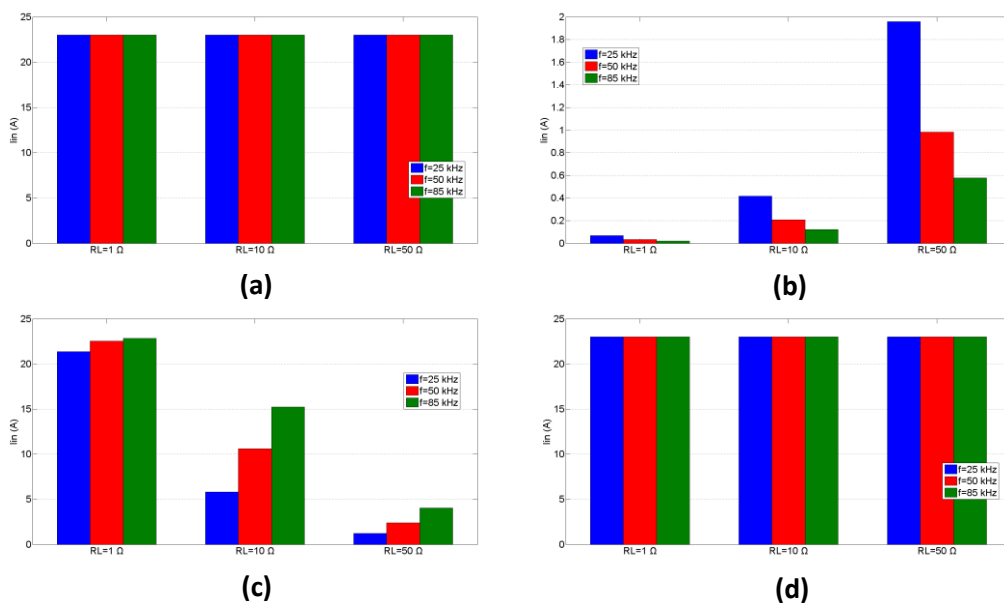 25
20
15
10
5
0
Iin (A)
f=25 kHz
f=50 kHz
f=85 kHz
RL=1 Ω RL=10 Ω RL=50 Ω
(a)
2
1.8
1.6
1.4
1.2
1
0.8
0.6
0.4
0.2
0
Iin (A)
f=25 kHz
f=50 kHz
f=85 kHz
RL=1 Ω RL=10 Ω RL=50 Ω
(b)
25
20
15
10
5
0
Iin (A)
f=25 kHz
f=50 kHz
f=85 kHz
RL=1 Ω RL=10 Ω RL=50 Ω
(c)
25
20
15
10
5
0
Iin (A)
f=25 kHz
f=50 kHz
f=85 kHz
RL=1 Ω RL=10 Ω RL=50 Ω
(d)